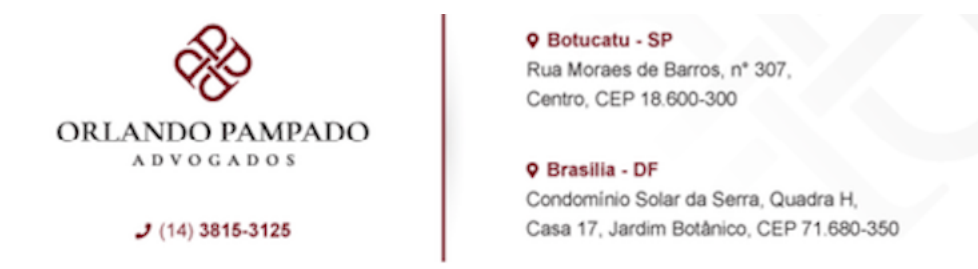 ORLANDO PAMPADO
ADVOGADOS
(14) 3815-3125
Botucatu - SP
Rua Moraes de Barros, n° 307,
Centro, CEP 18.600-300
Brasilia - DF
Condomínio Solar da Serra, Quadra H,
Casa 17, Jardim Botânico, CEP 71.680-350